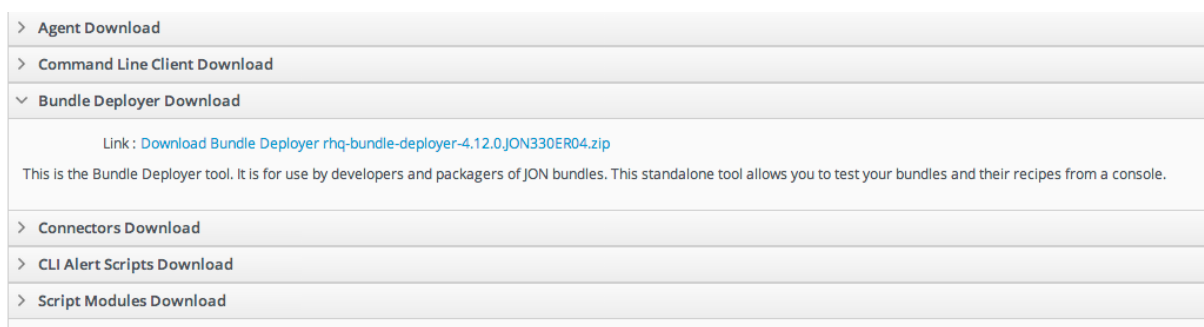 Agent Download
Command Line Client Download
Bundle Deployer Download
Link : Download Bundle Deployer rhq-bundle-deployer-4.12.0.JON330ER04.zip
This is the Bundle Deployer tool. It is for use by developers and packagers of JON bundles. This standalone tool allows you to test your bundles and their recipes from a console.
Connectors Download
CLI Alert Scripts Download
Script Modules Download